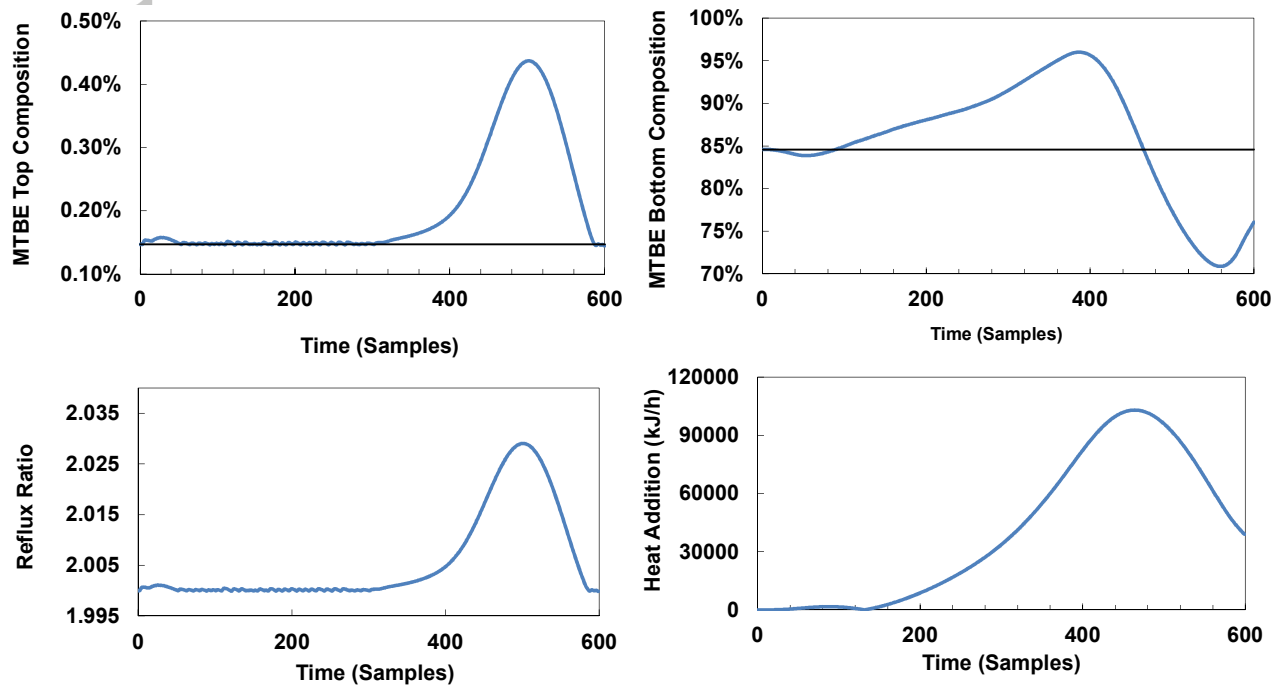 MTBE Top Composition
0.50%
0.40%
0.30%
0.20%
0.10%
0 200 400 600
Time (Samples)
MTBE Bottom Composition
100%
95%
90%
85%
80%
75%
70%
0 200 400 600
Time (Samples)
Reflux Ratio
2.035
2.025
2.015
2.005
1.995
0 200 400 600
Time (Samples)
Heat Addition (kJ/h)
120000
90000
60000
30000
0
0 200 400 600
Time (Samples)